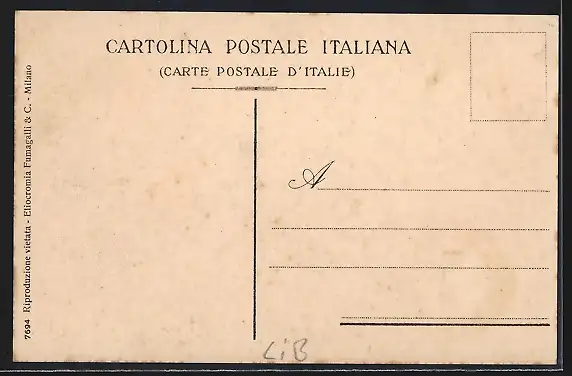 CARTOLINA POSTALE ITALIANA
(CARTE POSTALE D'ITALIE)
A
7694 Riproduzione vietata - Eliocromia Fumagalli & C. - Milano
LiB